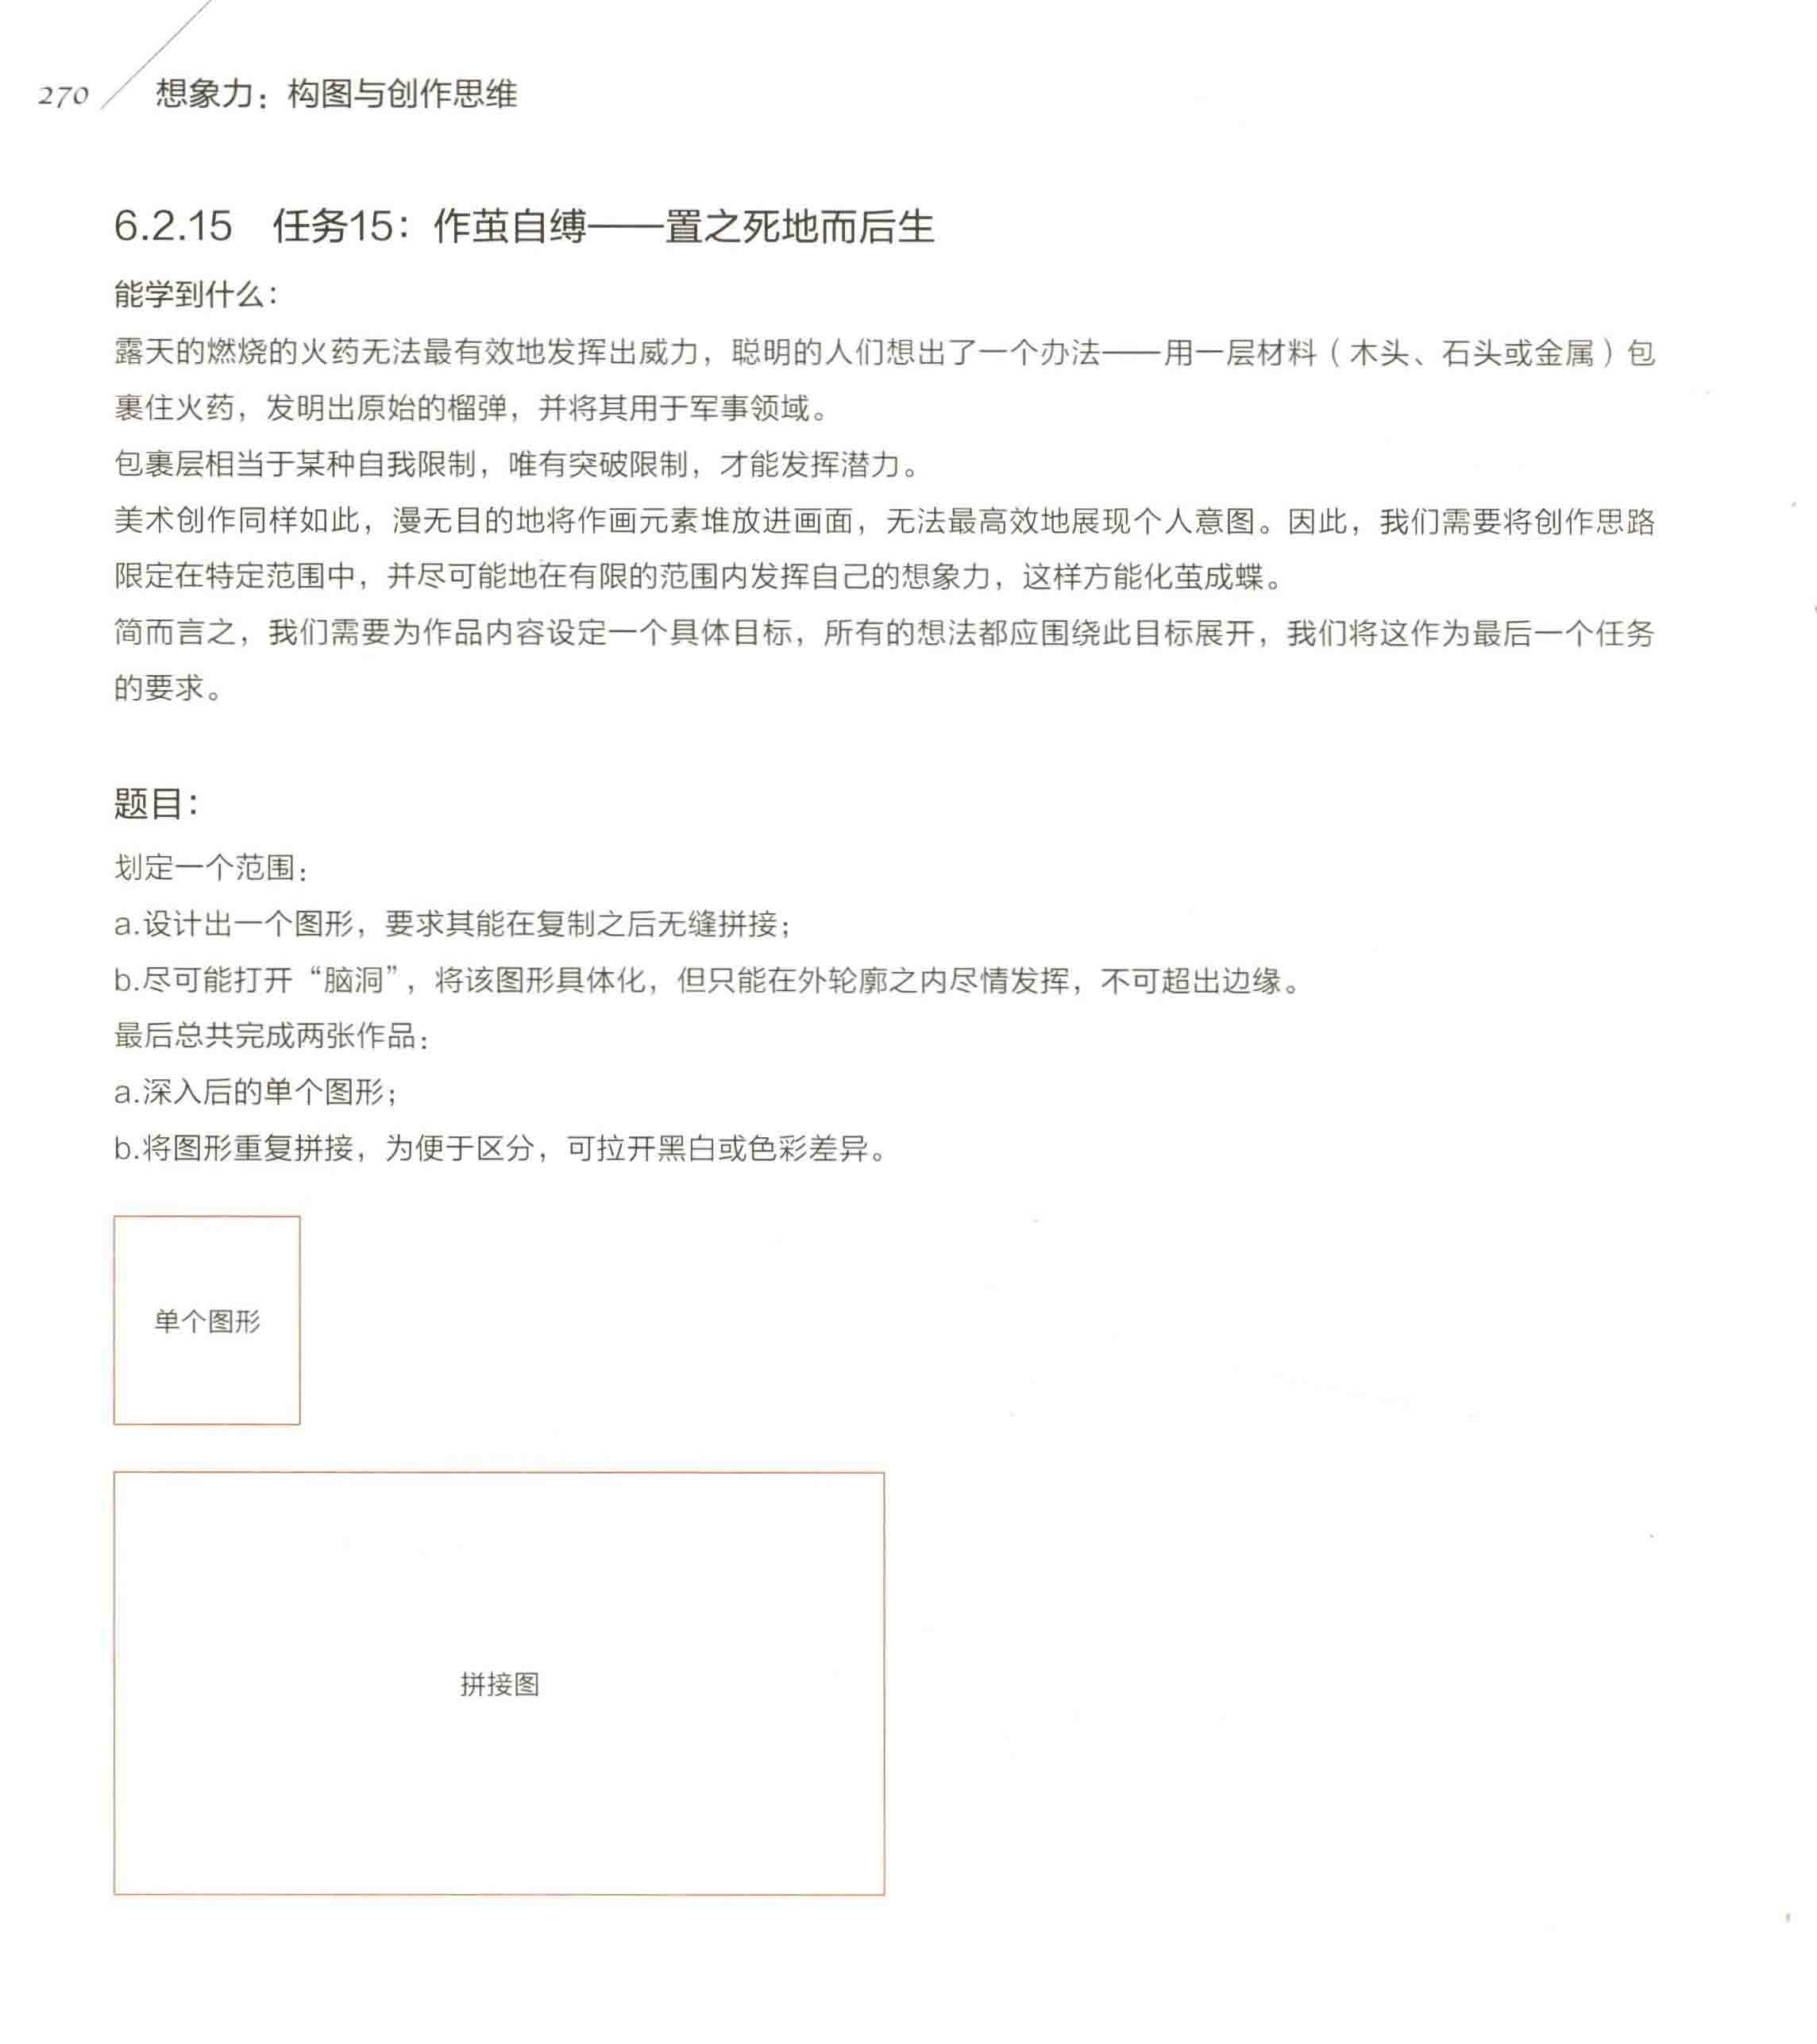 270
想象力：构图与创作思维
6.2.15 任务15：作茧自缚——置之死地而后生
能学到什么：
露天的燃烧的火药无法最有效地发挥出威力，聪明的人们想出了一个办法——用一层材料（木头、石头或金属）包
裹住火药，发明出原始的榴弹，并将其用于军事领域。
包裹层相当于某种自我限制，唯有突破限制，才能发挥潜力。
美术创作同样如此，漫无目的地将作画元素堆放进画面，无法最高效地展现个人意图。因此，我们需要将创作思路
限定在特定范围中，并尽可能地在有限的范围内发挥自己的想象力，这样方能化茧成蝶。
简而言之，我们需要为作品内容设定一个具体目标，所有的想法都应围绕此目标展开，我们将这作为最后一个任务
的要求。
题目：
划定一个范围：
a.设计出一个图形，要求其能在复制之后无缝拼接；
b.尽可能打开“脑洞”，将该图形具体化，但只能在外轮廓之内尽情发挥，不可超出边缘。
最后总共完成两张作品：
a.深入后的单个图形；
b.将图形重复拼接，为便于区分，可拉开黑白或色彩差异。
单个图形
拼接图